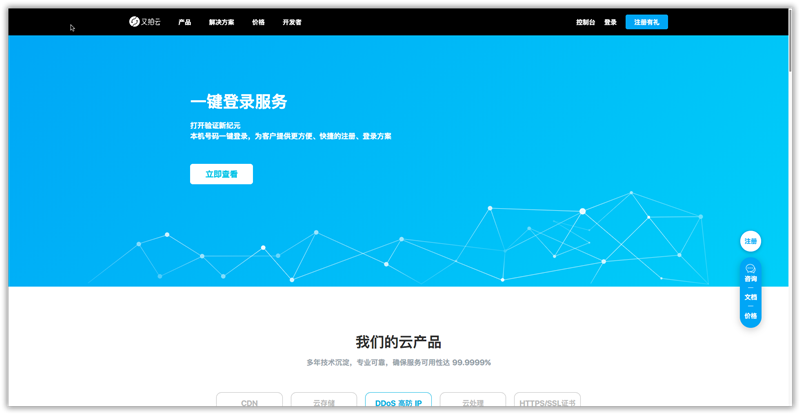 又拍云 产品 解决方案 价格 开发者 控制台 登录 注册有礼
一键登录服务
打开验证新纪元
本机号码一键登录，为客户提供更方便、快捷的注册、登录方案
立即查看
注册
咨询
文档
价格
我们的云产品
多年技术沉淀，专业可靠，确保服务可用性达 99.9999%
CDN 云存储 DDoS 高防 IP 云处理 HTTPS/SSL证书